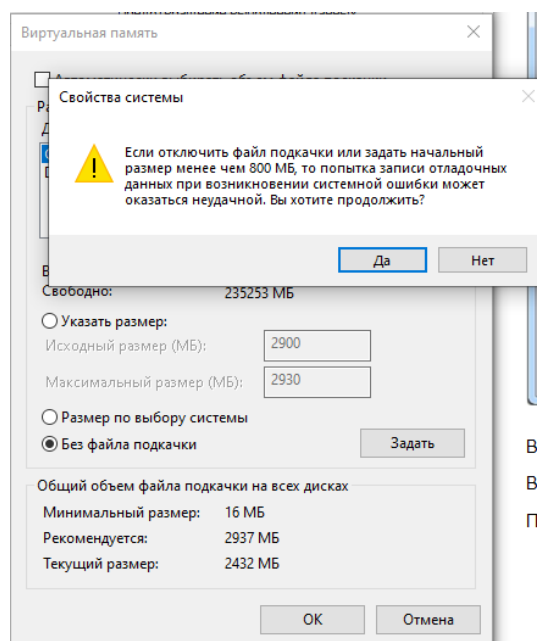 Виртуальная память
Свойства системы
Если отключить файл подкачки или задать начальный
размер менее чем 800 МБ, то попытка записи отладочных
данных при возникновении системной ошибки может
оказаться неудачной. Вы хотите продолжить?
Да Нет
Свободно: 235253 МБ
Указать размер:
Исходный размер (МБ): 2900
Максимальный размер (МБ): 2930
Размер по выбору системы
Без файла подкачки Задать
Общий объем файла подкачки на всех дисках
Минимальный размер: 16 МБ
Рекомендуется: 2937 МБ
Текущий размер: 2432 МБ
ОК Отмена